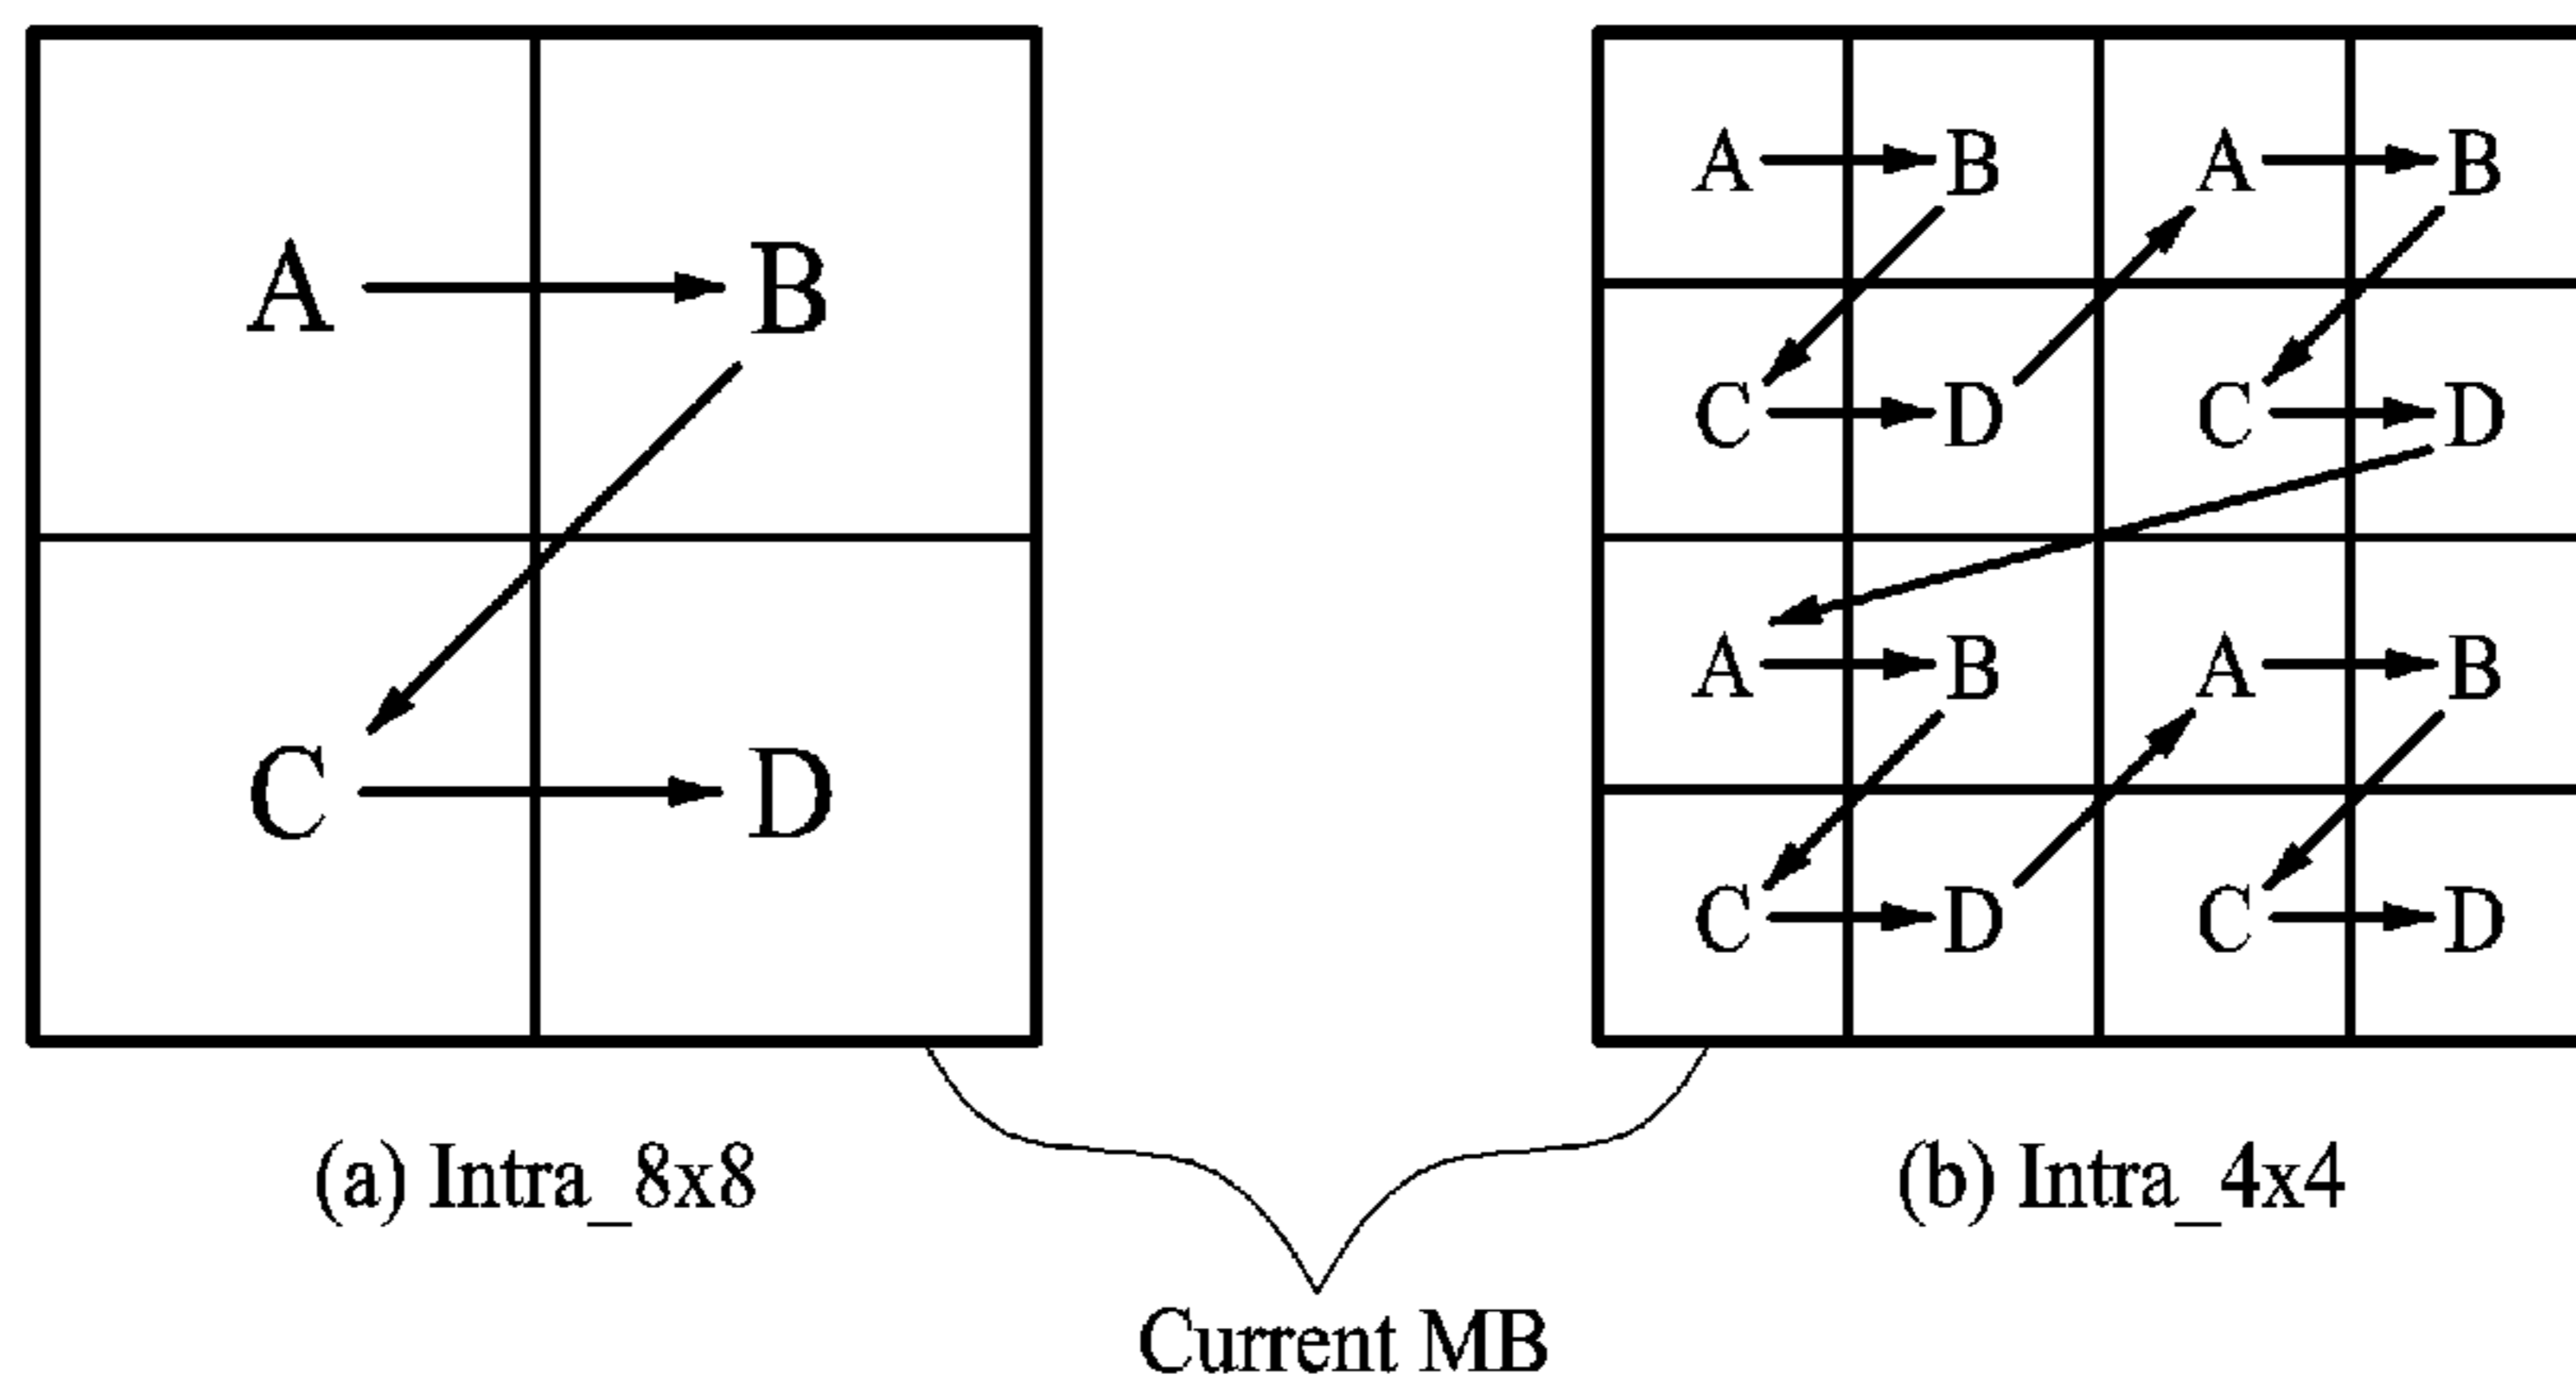 A B A B A B
C D C D
A B A B
C D C D C D
(a) Intra_8x8 (b) Intra_4x4
Current MB